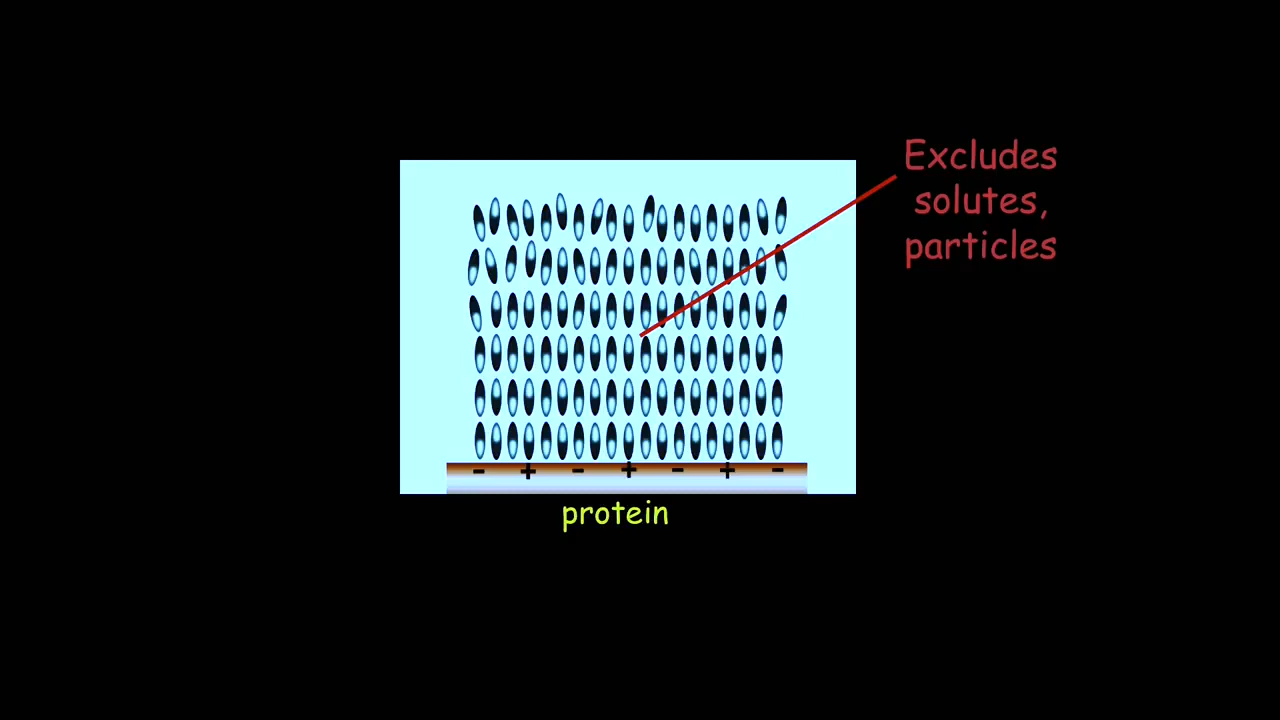 Excludes
solutes,
particles
- + - + - + -
protein